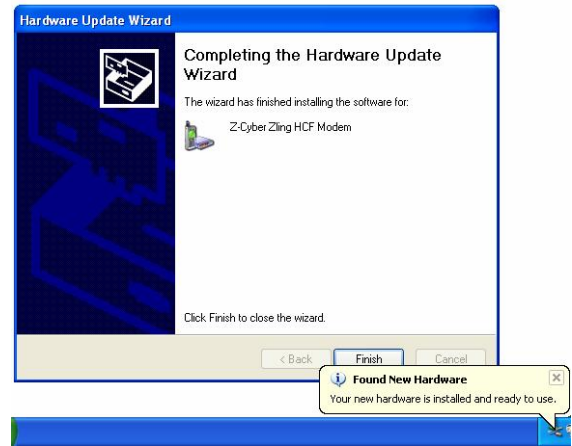 Hardware Update Wizard
Completing the Hardware Update
Wizard
The wizard has finished installing the software for:
Z-Cyber Zling HCF Modem
Click Finish to close the wizard.
< Back
Finish
Cancel
Found New Hardware
Your new hardware is installed and ready to use.